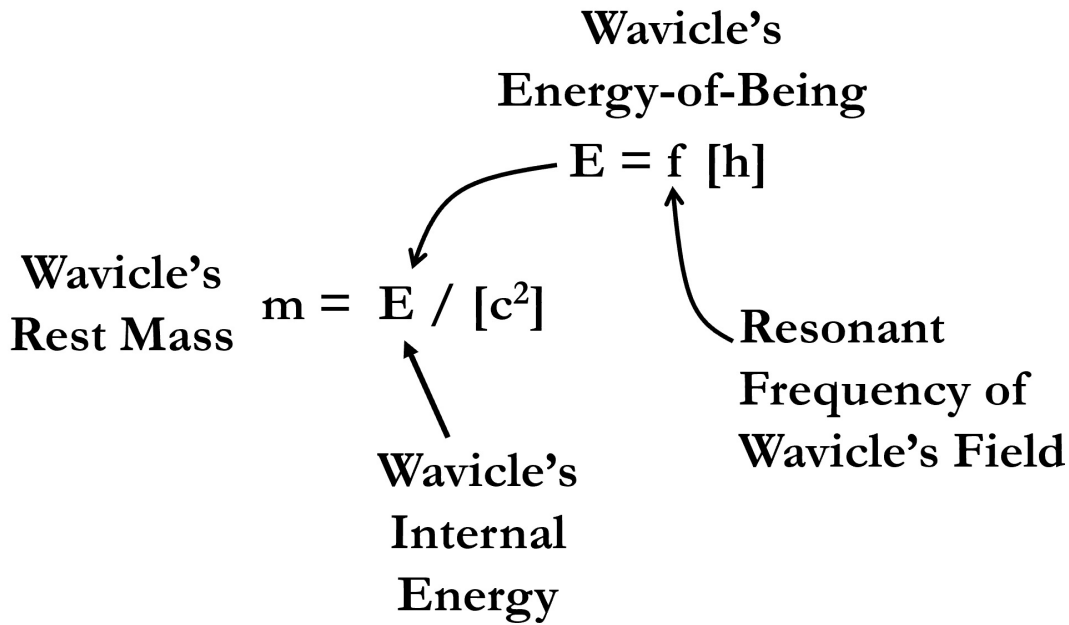 Wavicle’s
Energy-of-Being
E = f [h]
Wavicle’s
Rest Mass
m = E / [c²]
Resonant
Frequency of
Wavicle’s Field
Wavicle’s
Internal
Energy